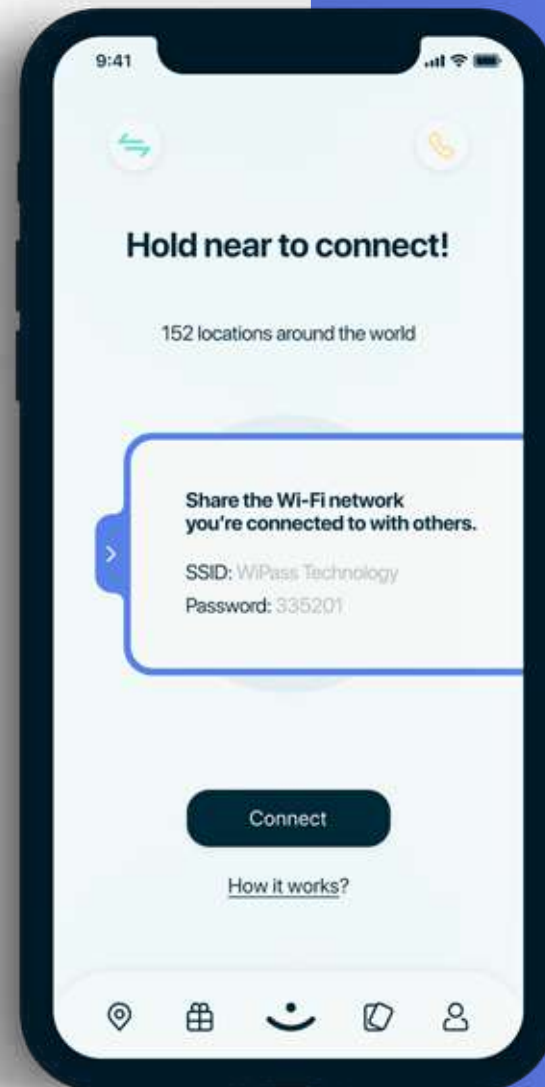 9:41
Hold near to connect!
152 locations around the world
Share the Wi-Fi network
you're connected to with others.
SSID: WiPass Technology
Password: 335201
Connect
How it works?